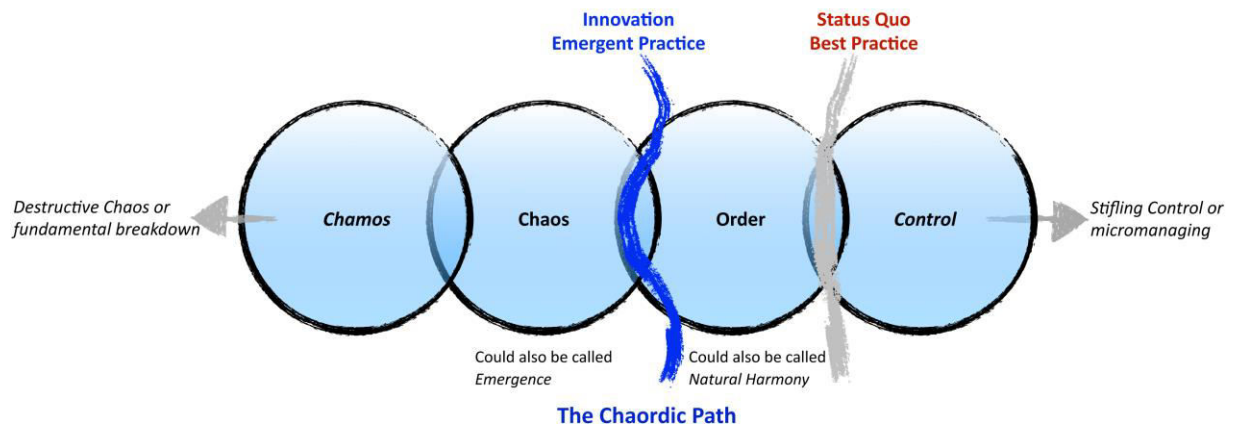 Innovation
Emergent Practice
Status Quo
Best Practice
Destructive Chaos or
fundamental breakdown
Chamos
Chaos
Order
Control
Stifling Control or
micromanaging
Could also be called
Emergence
Could also be called
Natural Harmony
The Chaordic Path